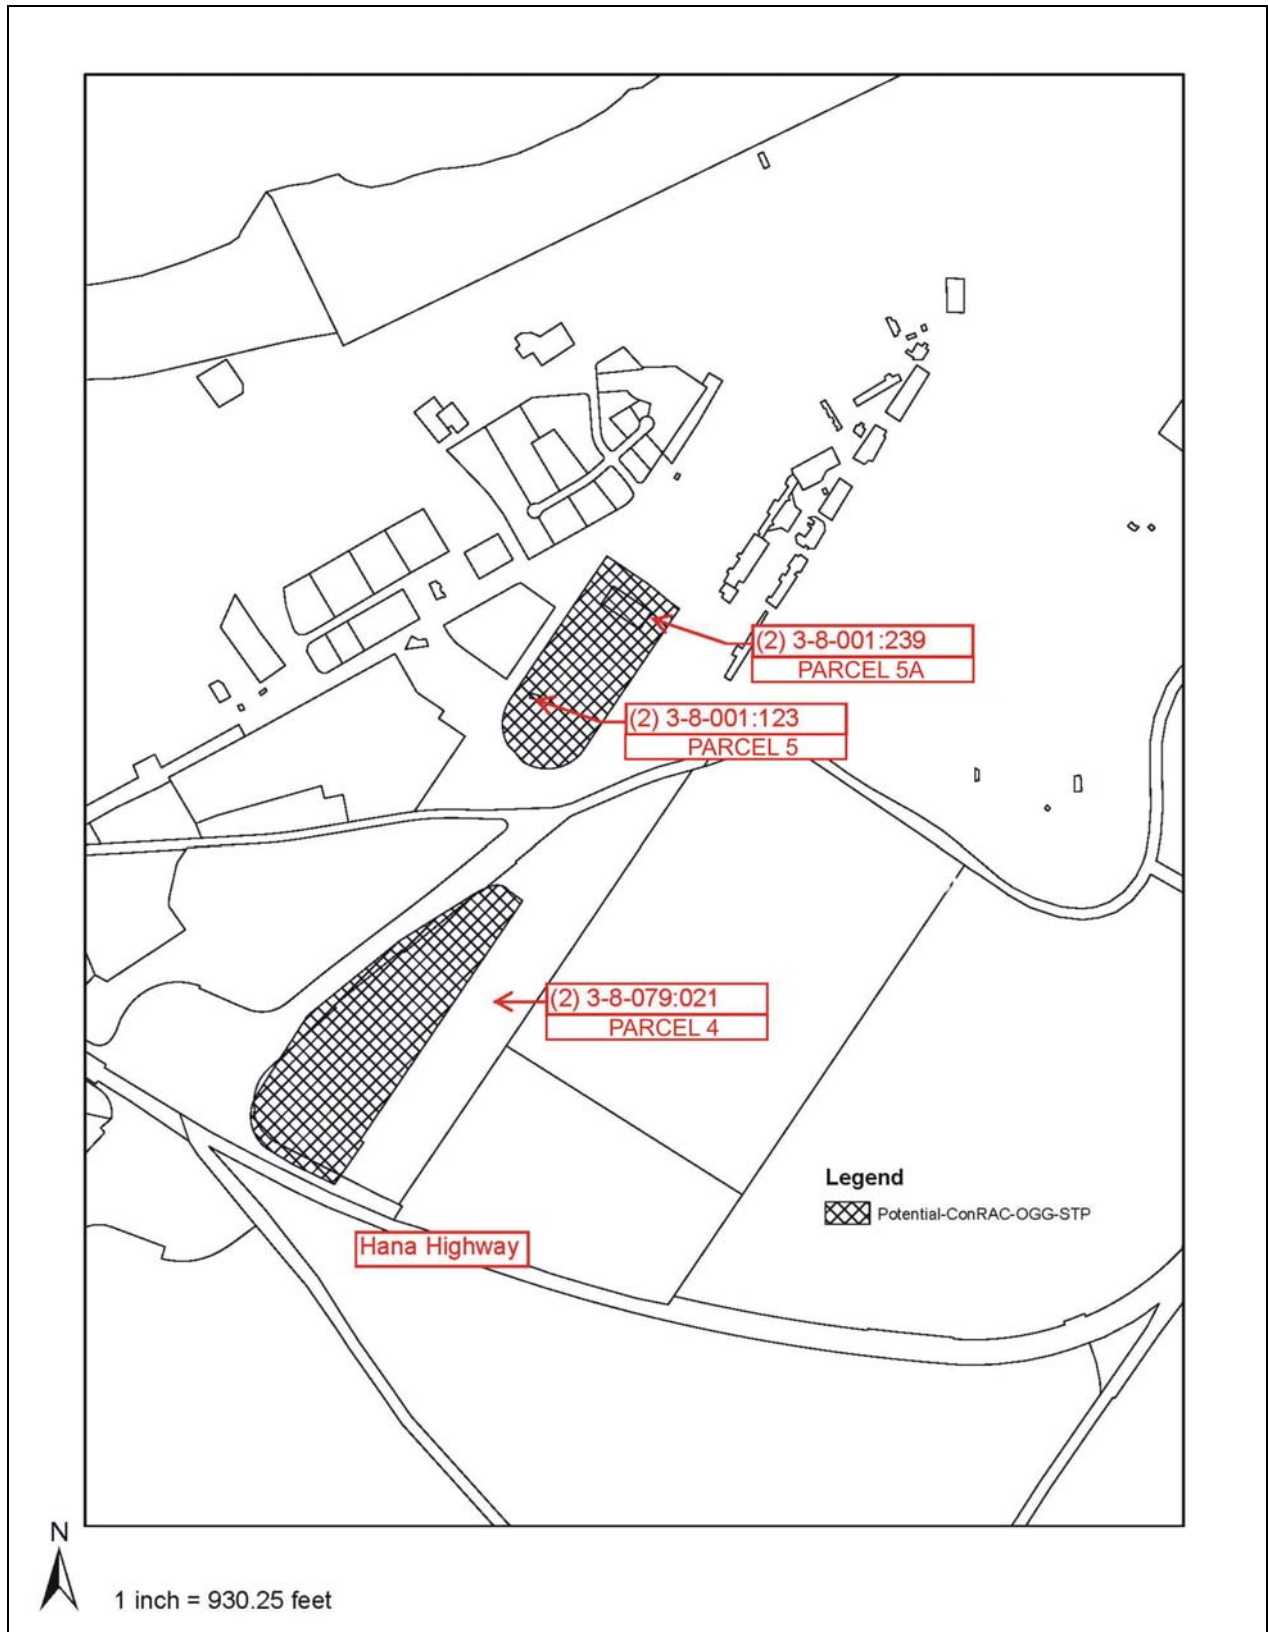 (2) 3-8-001:239
PARCEL 5A
(2) 3-8-001:123
PARCEL 5
(2) 3-8-079:021
PARCEL 4
Legend
Potential-ConRAC-OGG-STP
Hana Highway
N
1 inch = 930.25 feet